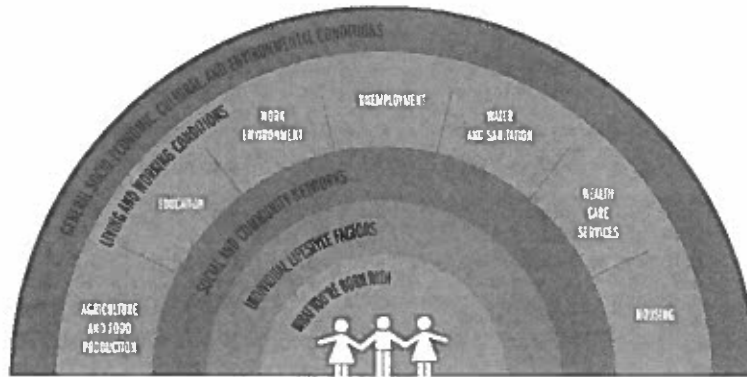 GENERAL SOCIO-ECONOMIC, CULTURAL AND ENVIRONMENTAL CONDITIONS
LIVING AND WORKING CONDITIONS
AGRICULTURE
AND FOOD
PRODUCTION
EDUCATION
WORK
ENVIRONMENT
UNEMPLOYMENT
WATER
AND SANITATION
HEALTH
CARE
SERVICES
HOUSING
SOCIAL AND COMMUNITY NETWORKS
INDIVIDUAL LIFESTYLE FACTORS
WHAT YOU'RE BORN WITH